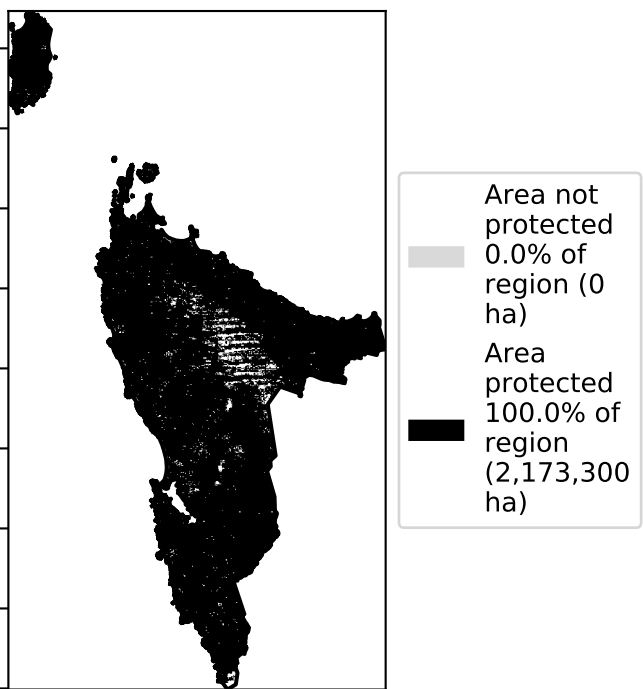 Area not
protected
0.0% of
region (0
ha)
Area
protected
100.0% of
region
(2,173,300
ha)